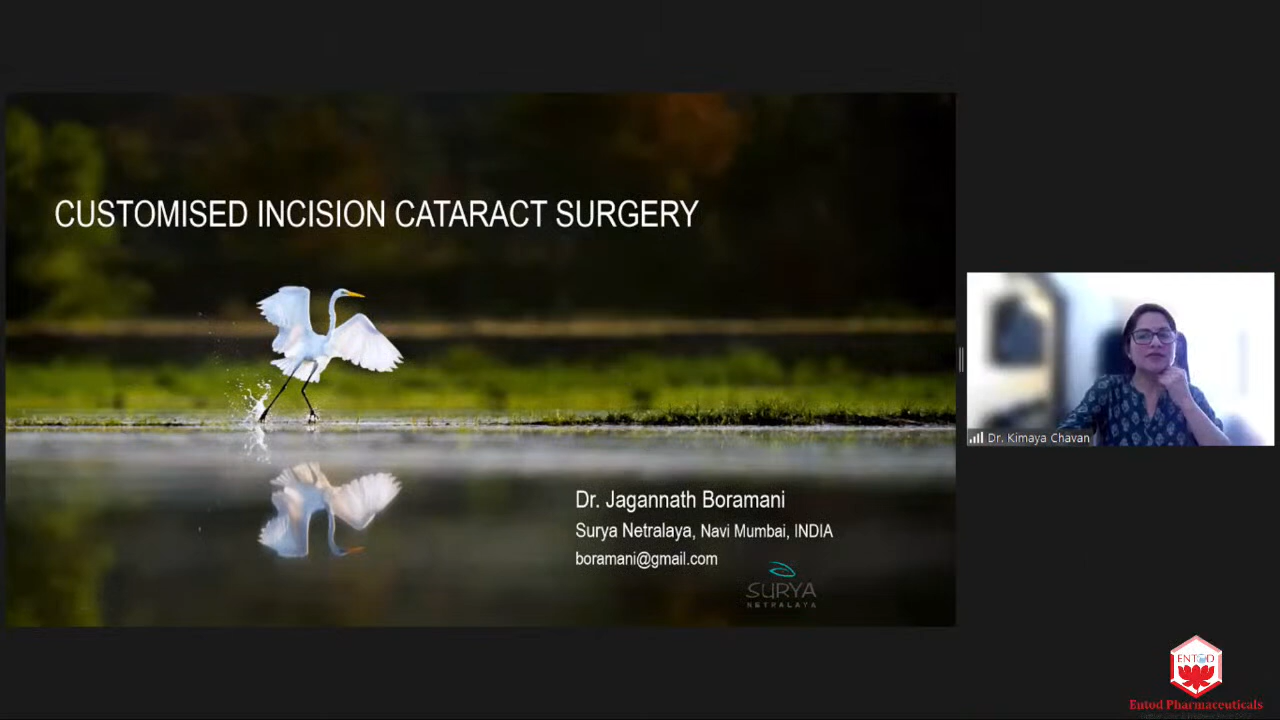 CUSTOMISED INCISION CATARACT SURGERY
Dr. Jagannath Boramani
Surya Netralaya, Navi Mumbai, INDIA
boramani@gmail.com
SURYA
NETRALAYA
Dr. Kimaya Chavan
ENTOD
Entod Pharmaceuticals